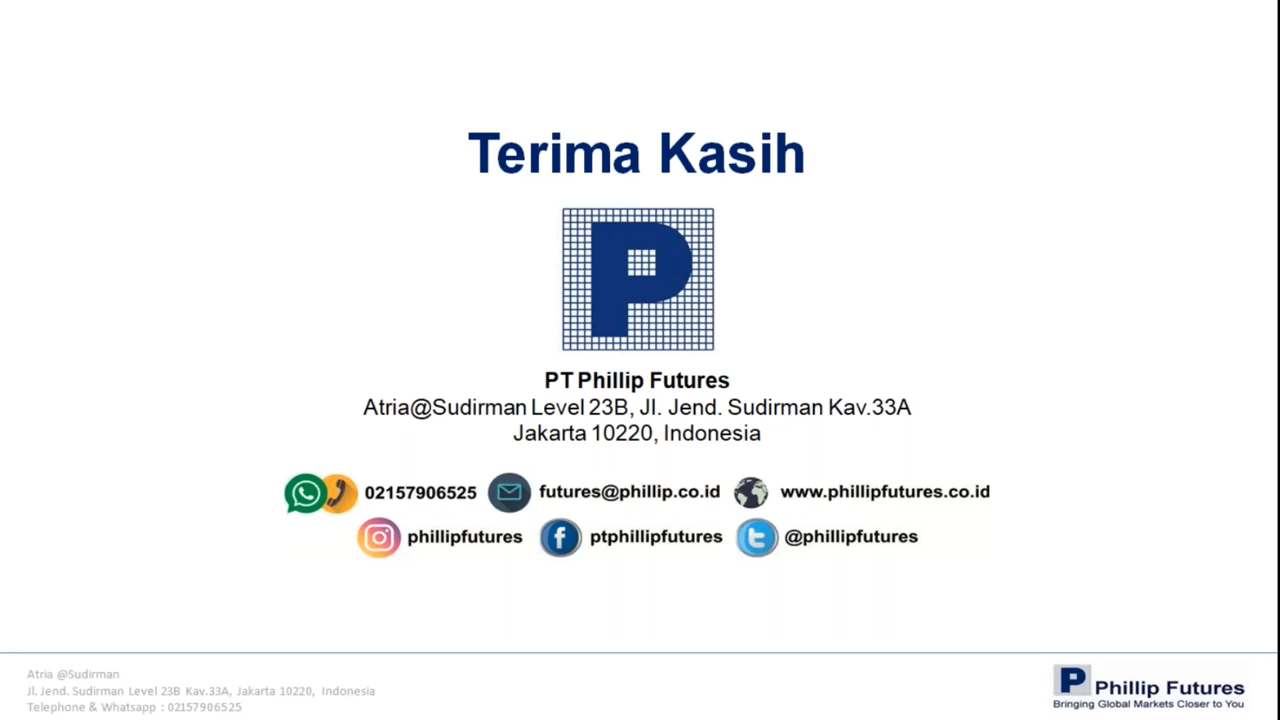 Terima Kasih
P
PT Phillip Futures
Atria@Sudirman Level 23B, Jl. Jend. Sudirman Kav.33A
Jakarta 10220, Indonesia
02157906525 futures@phillip.co.id www.phillipfutures.co.id
phillipfutures ptphillipfutures @phillipfutures
Atria @Sudirman
Jl. Jend. Sudirman Level 23B Kav.33A, Jakarta 10220, Indonesia
Telephone & Whatsapp : 02157906525
P Phillip Futures
Bringing Global Markets Closer to You